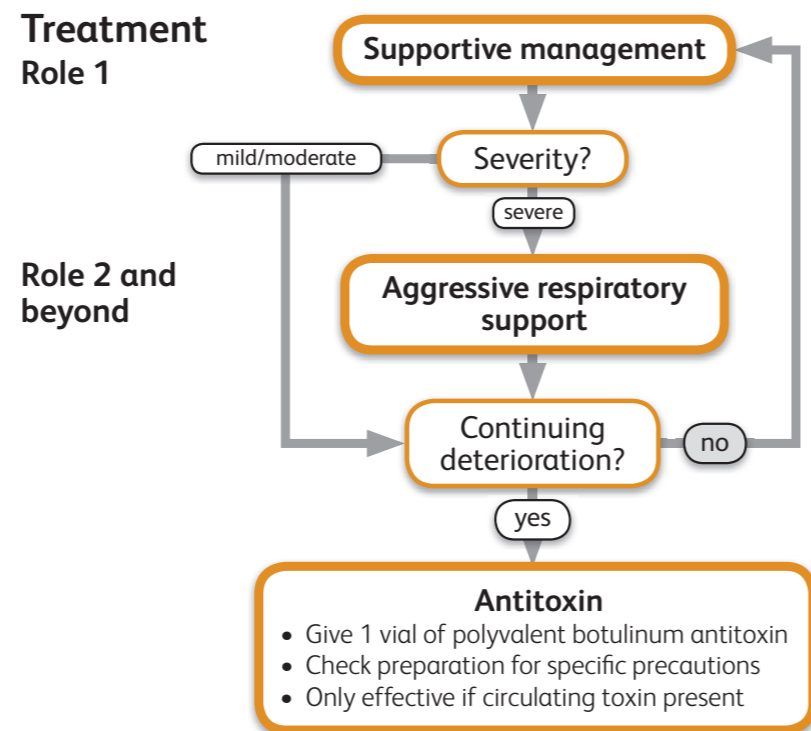 Treatment
Role 1
Supportive management
mild/moderate
Severity?
severe
Role 2 and
beyond
Aggressive respiratory
support
Continuing
deterioration?
no
yes
Antitoxin
• Give 1 vial of polyvalent botulinum antitoxin
• Check preparation for specific precautions
• Only effective if circulating toxin present